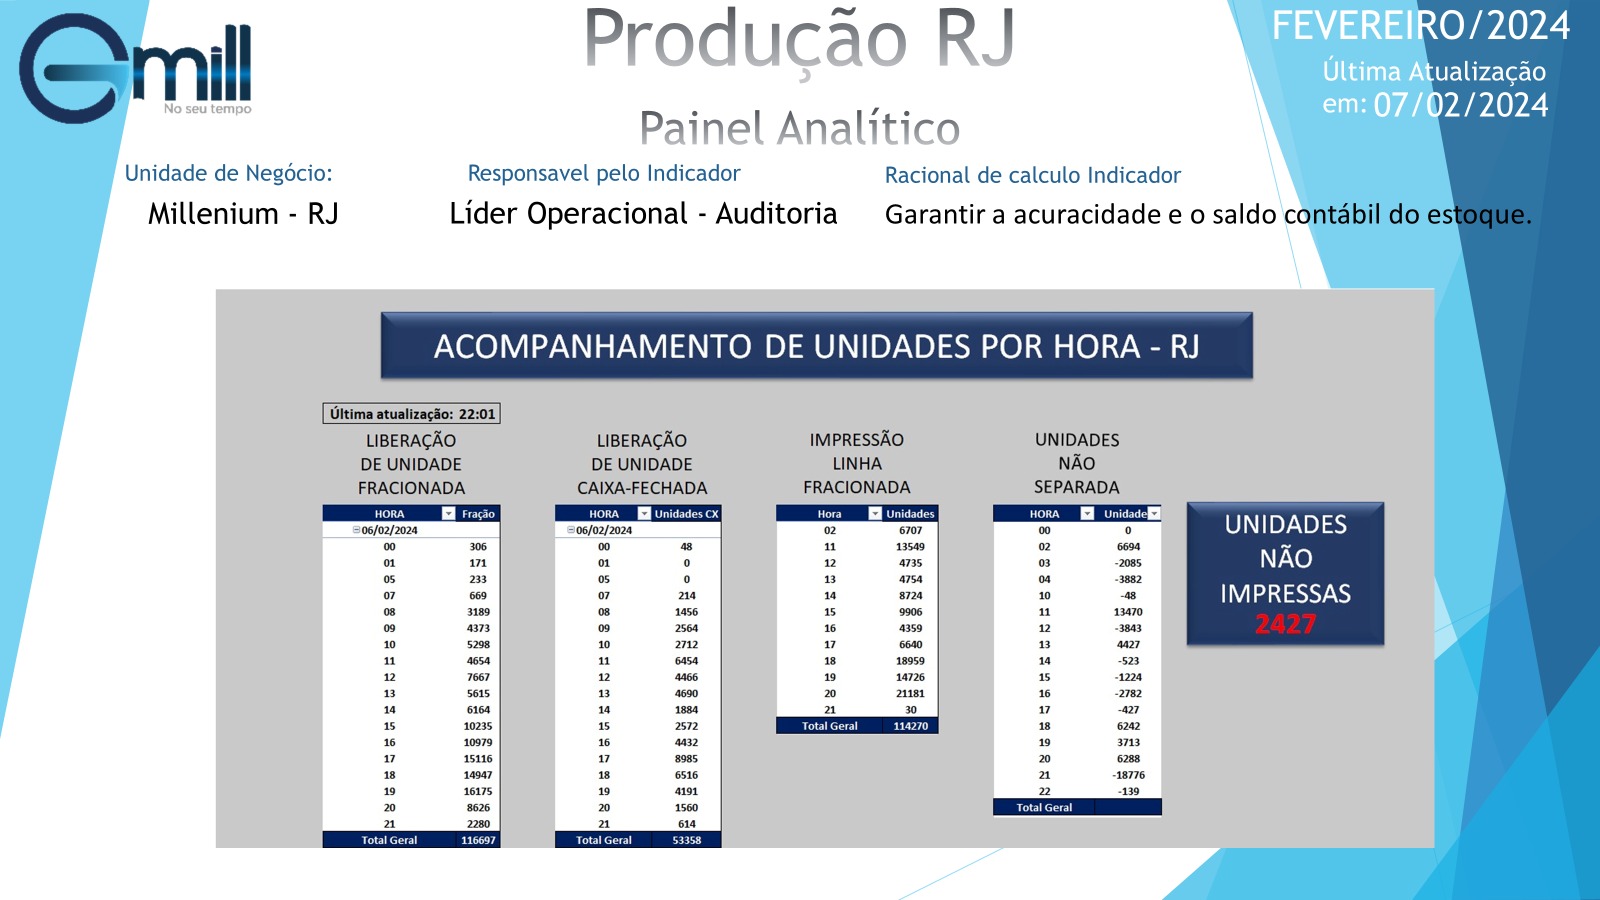 Gmill
No seu tempo
Produção RJ
Painel Analítico
FEVEREIRO/2024
Última Atualização
em: 07/02/2024
Unidade de Negócio:
Millenium - RJ
Responsavel pelo Indicador
Líder Operacional - Auditoria
Racional de calculo Indicador
Garantir a acuracidade e o saldo contábil do estoque.
ACOMPANHAMENTO DE UNIDADES POR HORA - RJ
Última atualização: 22:01
LIBERAÇÃO
DE UNIDADE
FRACIONADA
HORA Fração
06/02/2024
00 306
01 171
05 233
07 669
08 3189
09 4373
10 5298
11 4654
12 7667
13 5615
14 6164
15 10235
16 10979
17 15116
18 14947
19 16175
20 8626
21 2280
Total Geral 116697
LIBERAÇÃO
DE UNIDADE
CAIXA-FECHADA
HORA Unidades CX
06/02/2024
00 48
01 0
05 0
07 214
08 1456
09 2564
10 2712
11 6454
12 4466
13 4690
14 1884
15 2572
16 4432
17 8985
18 6516
19 4191
20 1560
21 614
Total Geral 53358
IMPRESSÃO
LINHA
FRACIONADA
Hora Unidades
02 6707
11 13549
12 4735
13 4754
14 8724
15 9906
16 4359
17 6640
18 18959
19 14726
20 21181
21 30
Total Geral 114270
UNIDADES
NÃO
SEPARADA
HORA Unidade
00 0
02 6694
03 -2085
04 -3882
10 -48
11 13470
12 -3843
13 4427
14 -523
15 -1224
16 -2782
17 -427
18 6242
19 3713
20 6288
21 -18776
22 -139
Total Geral
UNIDADES
NÃO
IMPRESSAS
2427